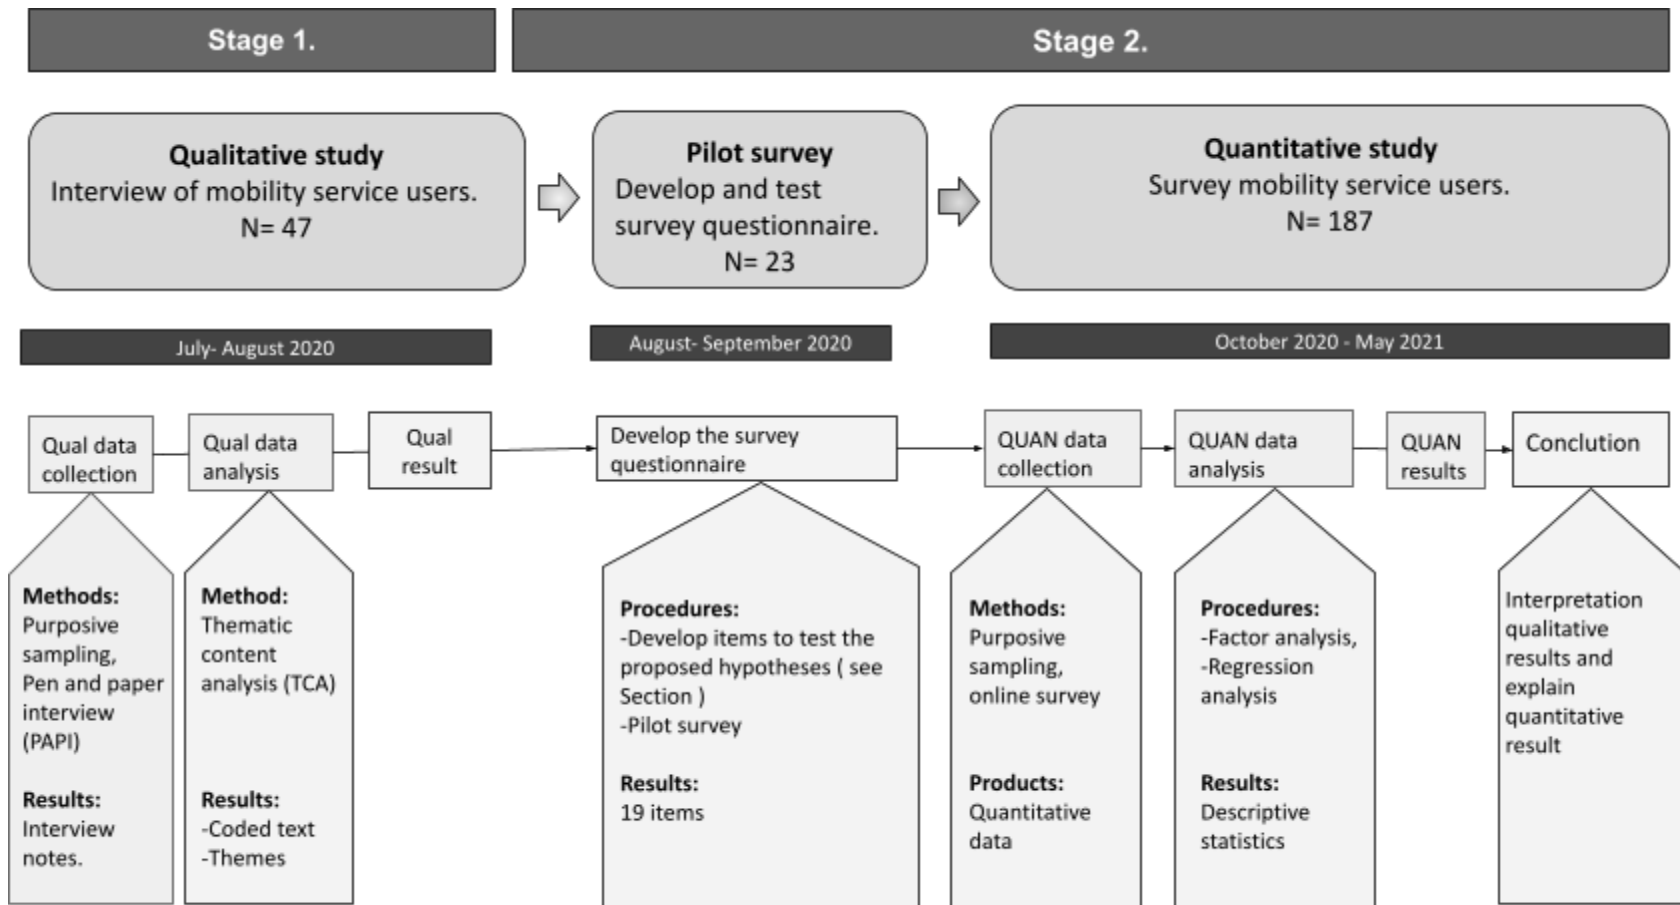 Stage 1.
Stage 2.
Qualitative study
Interview of mobility service users.
N= 47
Pilot survey
Develop and test
survey questionnaire.
N= 23
Quantitative study
Survey mobility service users.
N= 187
July- August 2020
August- September 2020
October 2020 - May 2021
Qual data
collection
Qual data
analysis
Qual
result
Develop the survey
questionnaire
QUAN data
collection
QUAN data
analysis
QUAN
results
Conclution
Methods:
Purposive
sampling,
Pen and paper
interview
(PAPI)
Results:
Interview
notes.
Method:
Thematic
content
analysis (TCA)
Results:
-Coded text
-Themes
Procedures:
-Develop items to test the
proposed hypotheses ( see
Section )
-Pilot survey
Results:
19 items
Methods:
Purposive
sampling,
online survey
Products:
Quantitative
data
Procedures:
-Factor analysis,
-Regression
analysis
Results:
Descriptive
statistics
Interpretation
qualitative
results and
explain
quantitative
result